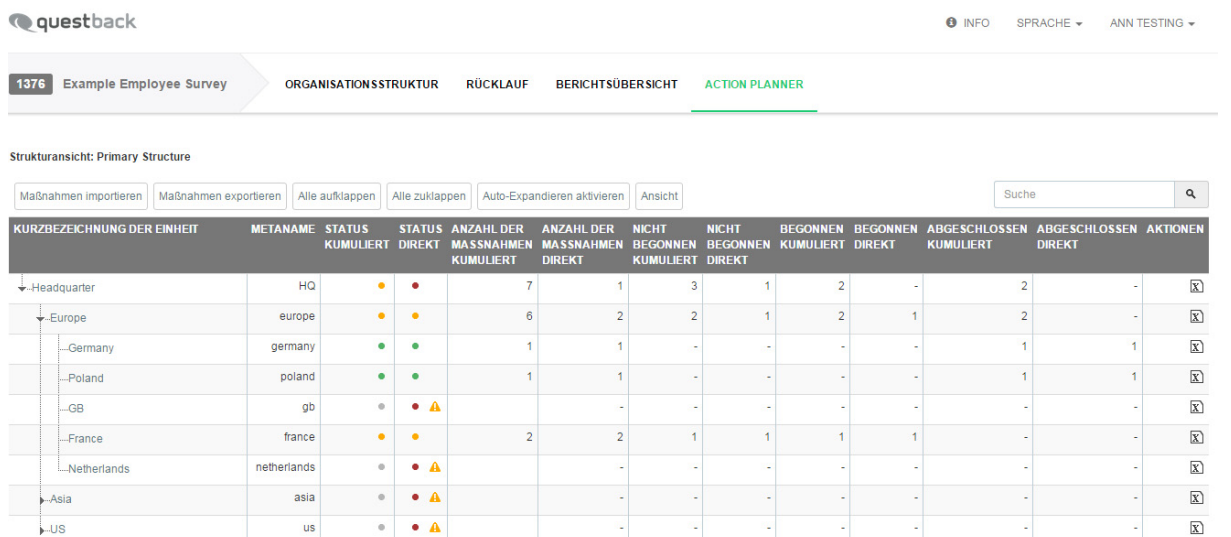 questback
INFO SPRACHE ANN TESTING
1376 Example Employee Survey ORGANISATIONSSTRUKTUR RÜCKLAUF BERICHTSÜBERSICHT ACTION PLANNER
Strukturansicht: Primary Structure
Maßnahmen importieren Maßnahmen exportieren Alle aufklappen Alle zuklappen Auto-Expandieren aktivieren Ansicht Suche
KURZBEZEICHNUNG DER EINHEIT METANAME STATUS STATUS ANZAHL DER ANZAHL DER NICHT NICHT BEGONNEN BEGONNEN ABGESCHLOSSEN ABGESCHLOSSEN AKTIONEN
KUMULIERT DIREKT MASSNAHMEN MASSNAHMEN BEGONNEN BEGONNEN KUMULIERT DIREKT KUMULIERT DIREKT
KUMULIERT DIREKT KUMULIERT DIREKT
Headquarter HQ 7 1 3 1 2 - 2 - X
Europe europe 6 2 2 1 2 1 2 - X
Germany germany 1 1 - - - - 1 1 X
Poland poland 1 1 - - - - 1 1 X
GB gb - - - - - - - X
France france 2 2 1 1 1 1 - - X
Netherlands netherlands - - - - - - - X
Asia asia - - - - - - - X
US us - - - - - - - X